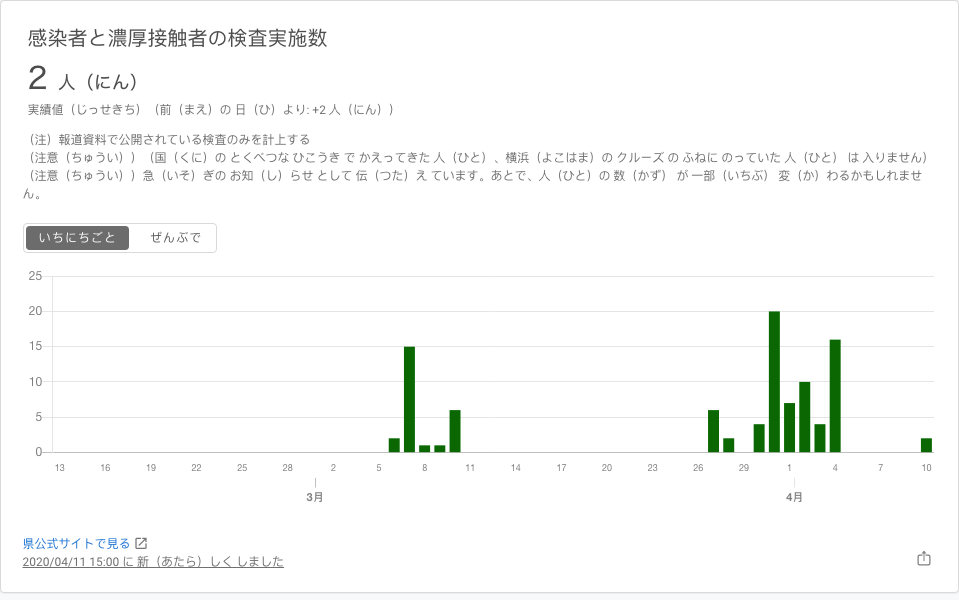 感染者と濃厚接触者の検査実施数
2 人（にん）
実績値（じっせきち）（前（まえ）の 日（ひ）より: +2 人（にん））
（注）報道資料で公開されている検査のみを計上する
（注意（ちゅうい））（国（くに）の とくべつな ひこうき で かえってきた 人（ひと）、横浜（よこはま）の クルーズ の ふねに のっていた 人（ひと） は 入りません）
（注意（ちゅうい））急（いそ）ぎの お知（し）らせ として 伝（つた）え ています。あとで、人（ひと）の 数（かず） が 一部（いちぶ） 変（か）わるかもしれませ
ん。
いちにちごと ぜんぶで
25
20
15
10
5
0
13 16 19 22 25 28 2 5 8 11 14 17 20 23 26 29 1 4 7 10
3月 4月
県公式サイトで見る
2020/04/11 15:00 に 新（あたら）しく しました